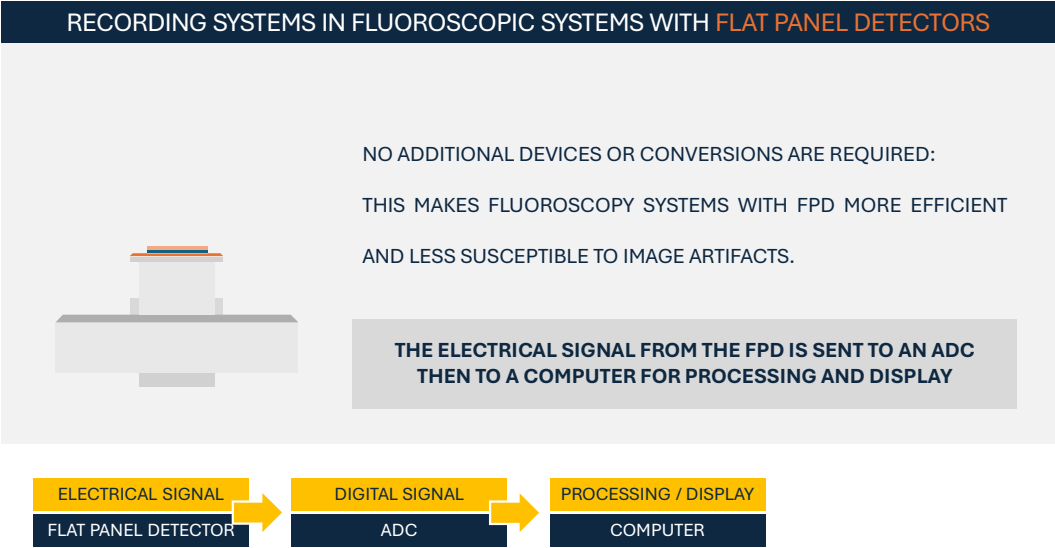 RECORDING SYSTEMS IN FLUOROSCOPIC SYSTEMS WITH FLAT PANEL DETECTORS
NO ADDITIONAL DEVICES OR CONVERSIONS ARE REQUIRED:
THIS MAKES FLUOROSCOPY SYSTEMS WITH FPD MORE EFFICIENT
AND LESS SUSCEPTIBLE TO IMAGE ARTIFACTS.
THE ELECTRICAL SIGNAL FROM THE FPD IS SENT TO AN ADC
THEN TO A COMPUTER FOR PROCESSING AND DISPLAY
ELECTRICAL SIGNAL
FLAT PANEL DETECTOR
DIGITAL SIGNAL
ADC
PROCESSING / DISPLAY
COMPUTER